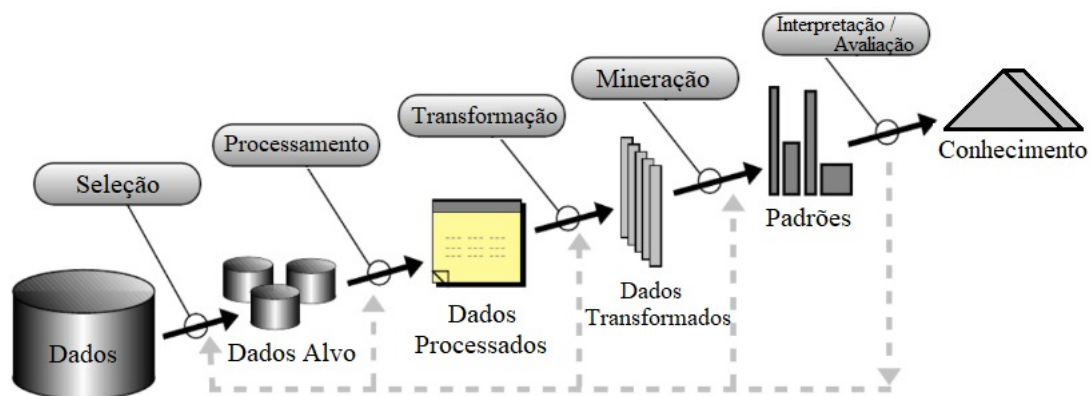 Interpretação /
Avaliação
Mineração
Transformação
Processamento
Seleção
Conhecimento
Padrões
Dados
Transformados
Dados
Processados
Dados Alvo
Dados